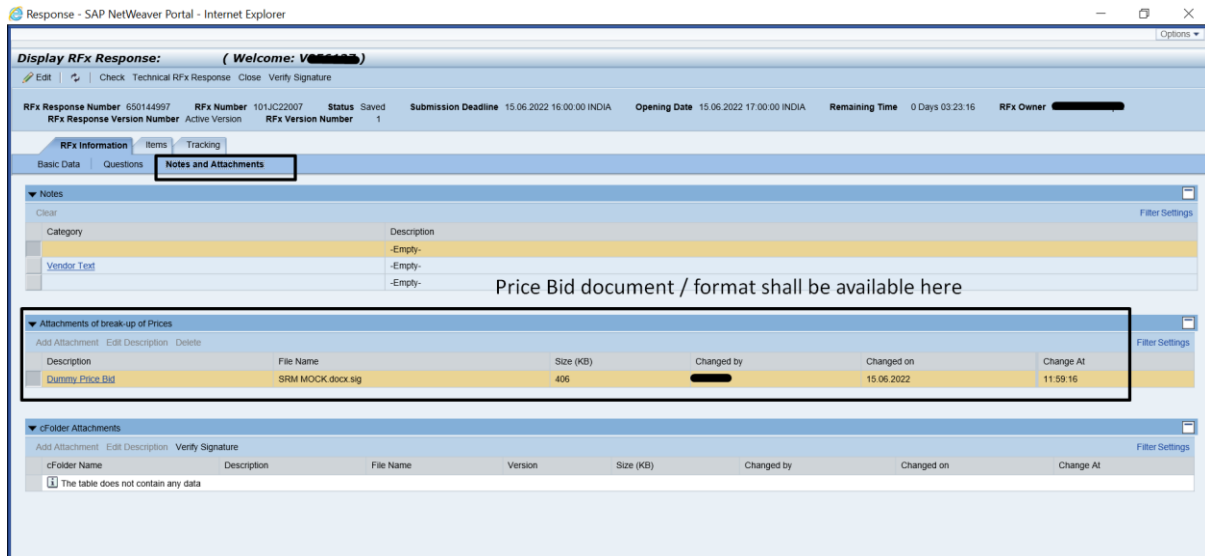 Response - SAP NetWeaver Portal - Internet Explorer
Options
Display RFx Response: ( Welcome: )
Edit Check Technical RFx Response Close Verify Signature
RFx Response Number 650144997 RFx Number 101JC22007 Status Saved Submission Deadline 15.06.2022 16:00:00 INDIA Opening Date 15.06.2022 17:00:00 INDIA Remaining Time 0 Days 03:23:16 RFx Owner
RFx Response Version Number Active Version RFx Version Number 1
RFx Information Items Tracking
Basic Data Questions Notes and Attachments
Notes
Clear Filter Settings
Category Description
-Empty-
Vendor Text -Empty-
-Empty-
Price Bid document / format shall be available here
Attachments of break-up of Prices
Add Attachment Edit Description Delete Filter Settings
Description File Name Size (KB) Changed by Changed on Change At
Dummy Price Bid SRM MOCK.docx.sig 406 15.06.2022 11:59:16
cFolder Attachments
Add Attachment Edit Description Verify Signature Filter Settings
cFolder Name Description File Name Version Size (KB) Changed by Changed on Change At
The table does not contain any data